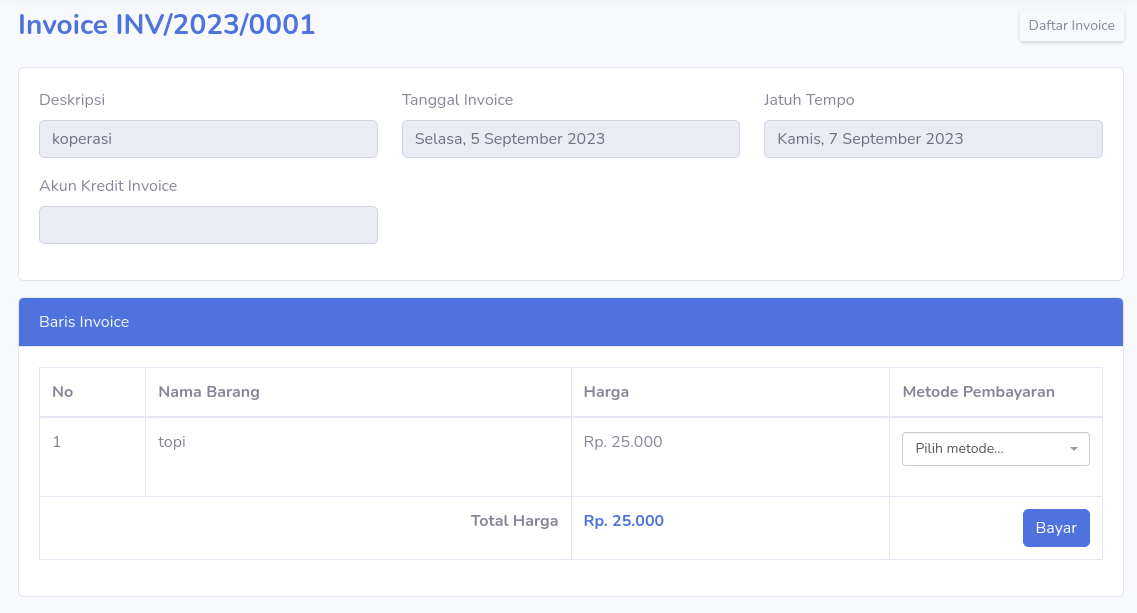 Invoice INV/2023/0001
Daftar Invoice
Deskripsi
Tanggal Invoice
Jatuh Tempo
koperasi
Selasa, 5 September 2023
Kamis, 7 September 2023
Akun Kredit Invoice
Baris Invoice
No
Nama Barang
Harga
Metode Pembayaran
1
topi
Rp. 25.000
Pilih metode...
Total Harga
Rp. 25.000
Bayar